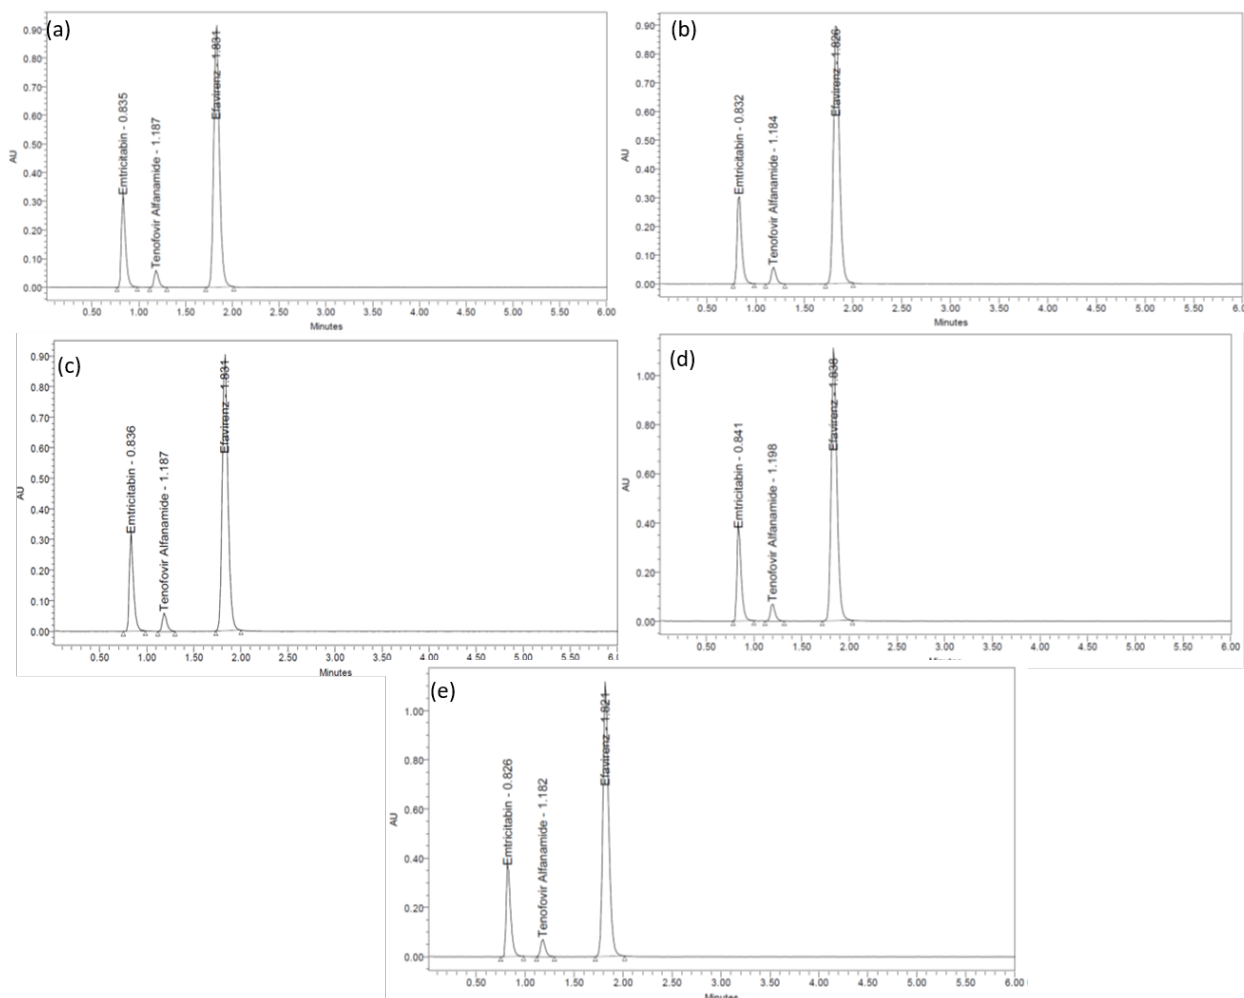 (a)
AU
0.90
0.80
0.70
0.60
0.50
0.40
0.30
0.20
0.10
0.00
Emtricitabin - 0.835
Tenofovir Alfanamide - 1.187
Efavirenz - 1.831
0.50 1.00 1.50 2.00 2.50 3.00 3.50 4.00 4.50 5.00 5.50 6.00
Minutes
(b)
AU
0.90
0.80
0.70
0.60
0.50
0.40
0.30
0.20
0.10
0.00
Emtricitabin - 0.832
Tenofovir Alfanamide - 1.184
Efavirenz - 1.826
0.50 1.00 1.50 2.00 2.50 3.00 3.50 4.00 4.50 5.00 5.50 6.0
Minutes
(c)
AU
0.90
0.80
0.70
0.60
0.50
0.40
0.30
0.20
0.10
0.00
Emtricitabin - 0.836
Tenofovir Alfanamide - 1.187
Efavirenz - 1.831
0.50 1.00 1.50 2.00 2.50 3.00 3.50 4.00 4.50 5.00 5.50
Minutes
(d)
AU
1.00
0.80
0.60
0.40
0.20
0.00
Emtricitabin - 0.841
Tenofovir Alfanamide - 1.198
Efavirenz - 1.838
0.50 1.00 1.50 2.00 2.50 3.00 3.50 4.00 4.50 5.00 5.50 6.00
(e)
AU
1.00
0.80
0.60
0.40
0.20
0.00
Emtricitabin - 0.826
Tenofovir Alfanamide - 1.182
Efavirenz - 1.821
0.50 1.00 1.50 2.00 2.50 3.00 3.50 4.00 4.50 5.00 5.50 6.00
Minutes